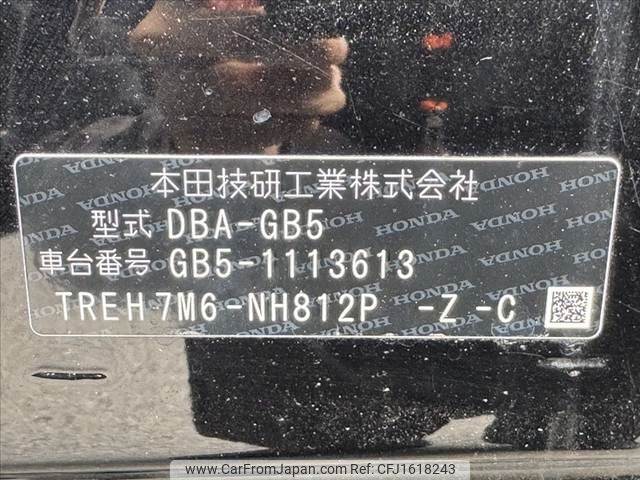 本田技研工業株式会社
型式 DBA-GB5
車台番号 GB5-1113613
TREH7M6-NH812P -Z -C
www.CarFromJapan.com | REFNO: CFJ1618243